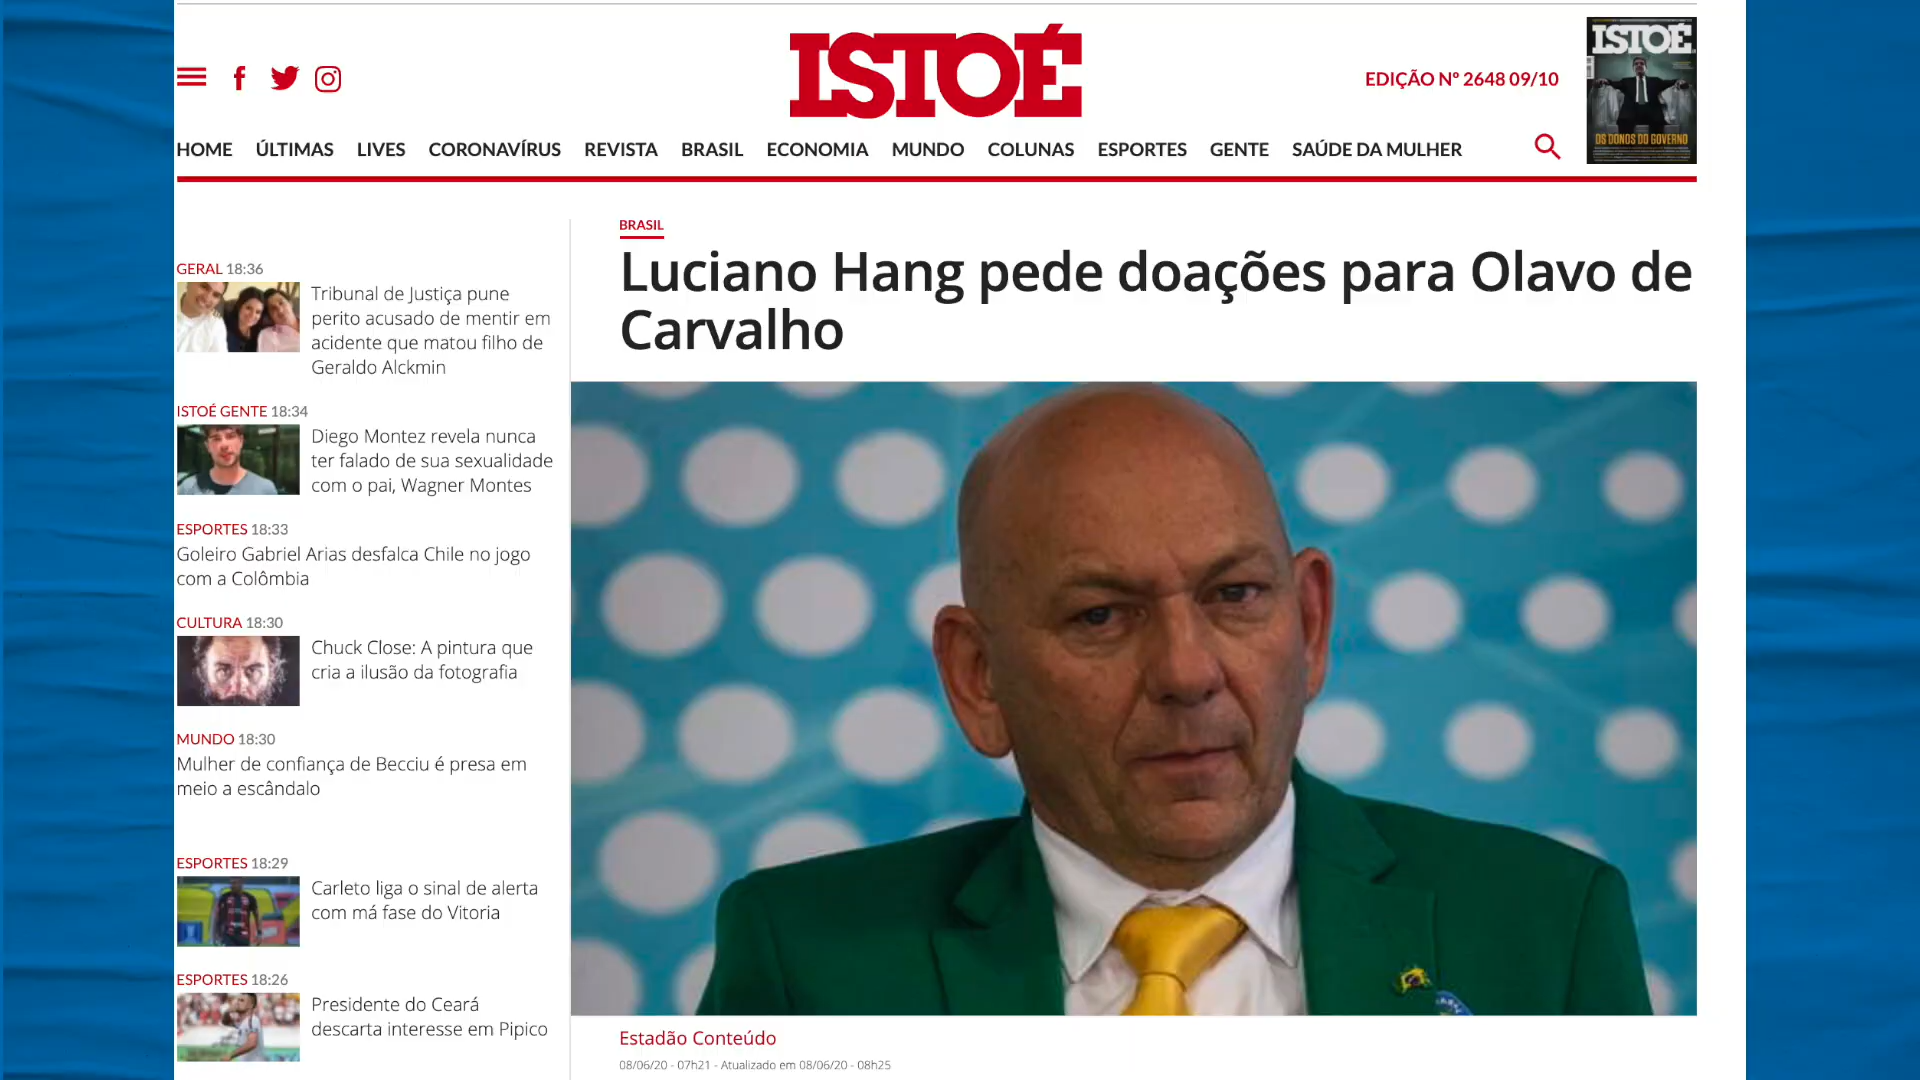 ISTOÉ
EDIÇÃO Nº 2648 09/10
ISTOÉ
OS DONOS DO GOVERNO
HOME ÚLTIMAS LIVES CORONAVÍRUS REVISTA BRASIL ECONOMIA MUNDO COLUNAS ESPORTES GENTE SAÚDE DA MULHER
GERAL 18:36
Tribunal de Justiça pune
perito acusado de mentir em
acidente que matou filho de
Geraldo Alckmin
ISTOÉ GENTE 18:34
Diego Montez revela nunca
ter falado de sua sexualidade
com o pai, Wagner Montes
ESPORTES 18:33
Goleiro Gabriel Arias desfalca Chile no jogo
com a Colômbia
CULTURA 18:30
Chuck Close: A pintura que
cria a ilusão da fotografia
MUNDO 18:30
Mulher de confiança de Becciu é presa em
meio a escândalo
ESPORTES 18:29
Carleto liga o sinal de alerta
com má fase do Vitoria
ESPORTES 18:26
Presidente do Ceará
descarta interesse em Pipico
BRASIL
Luciano Hang pede doações para Olavo de
Carvalho
Estadão Conteúdo
08/06/20 - 07h21 - Atualizado em 08/06/20 - 08h25